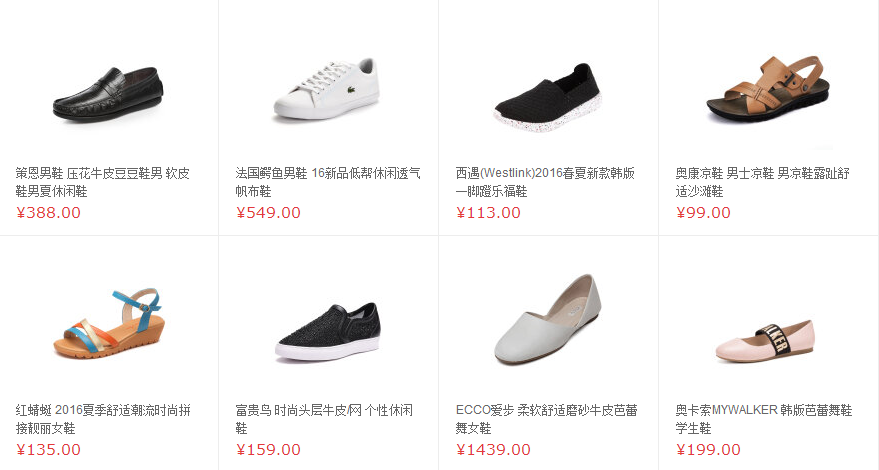 策恩男鞋 压花牛皮豆豆鞋男 软皮
鞋男夏休闲鞋
¥388.00
法国鳄鱼男鞋 16新品低帮休闲透气
帆布鞋
¥549.00
西遇(Westlink)2016春夏新款韩版
一脚蹬乐福鞋
¥113.00
奥康凉鞋 男士凉鞋 男凉鞋露趾舒
适沙滩鞋
¥99.00
红蜻蜓 2016夏季舒适潮流时尚拼
接靓丽女鞋
¥135.00
富贵鸟 时尚头层牛皮/网 个性休闲
鞋
¥159.00
ECCO爱步 柔软舒适磨砂牛皮芭蕾
舞女鞋
¥1439.00
ALKER
奥卡索MYWALKER 韩版芭蕾舞鞋
学生鞋
¥199.00